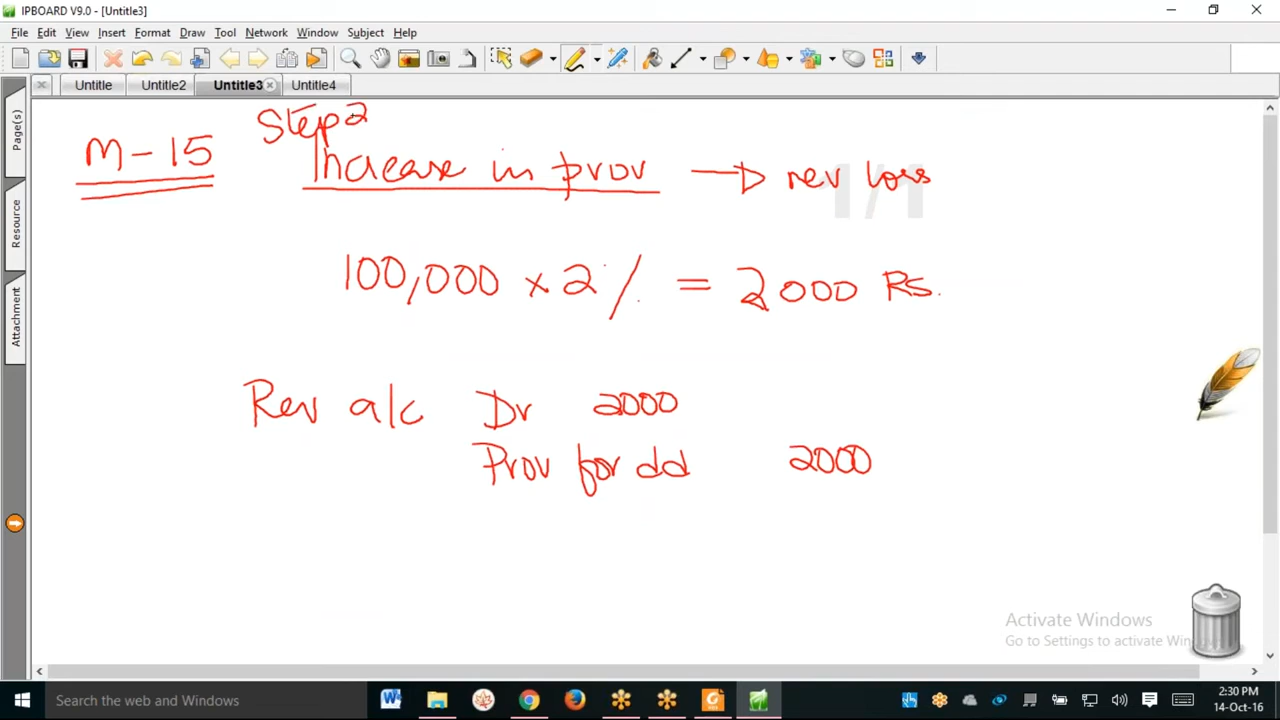 IPBOARD V9.0 - [Untitle3]
File Edit View Insert Format Draw Tool Network Window Subject Help
Untitle Untitle2 Untitle3 Untitle4
Page(s)
Resource
Attachment
1/1
Step 2
M - 15 Increase in prov → rev loss
100,000 × 2 % = 2000 Rs.
Rev a/c Dr 2000
Prov for dd 2000
Activate Windows
Go to Settings to activate Win
Search the web and Windows
2:30 PM
14-Oct-16